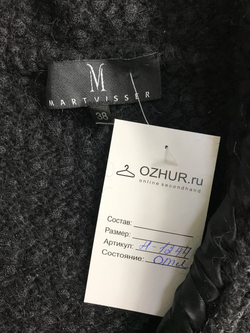 M
MARTVISSER
38
OZHUR.ru
online secondhand
Состав:
Размер:
Артикул:
Состояние: